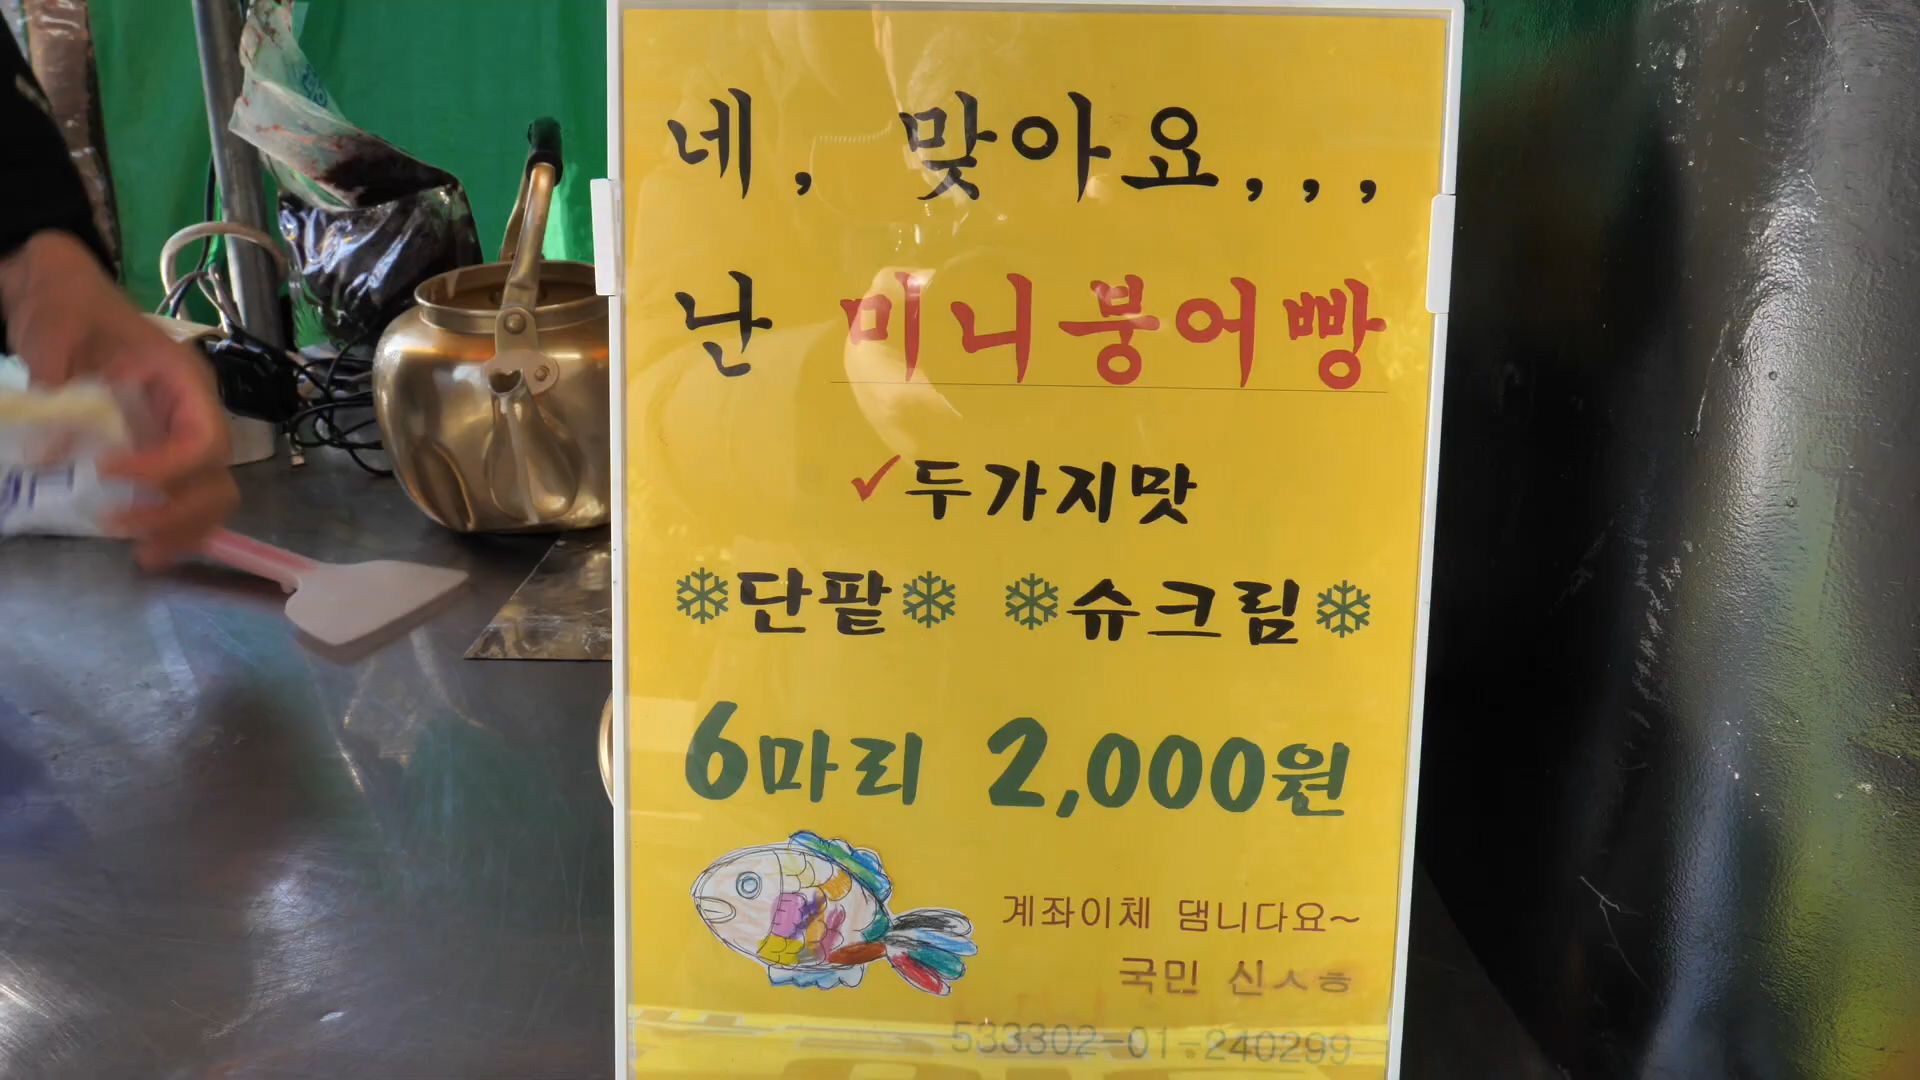 네, 맞아요,,,
난 미니붕어빵
✓두가지맛
❄단팥❄ ❄슈크림❄
6마리 2,000원
계좌이체 댐니다요~
국민 신ㅅㅎ
533302-01-240299